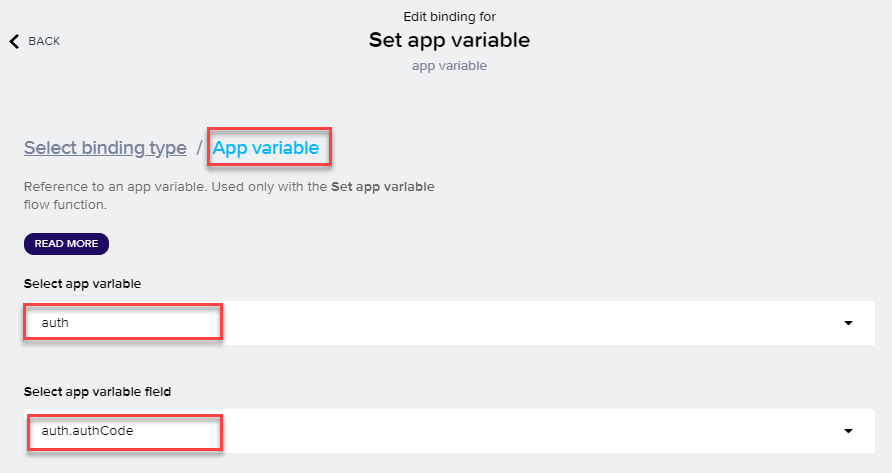 Edit binding for
BACK
Set app variable
app variable
Select binding type / App variable
Reference to an app variable. Used only with the Set app variable
flow function.
READ MORE
Select app variable
auth
Select app variable field
auth.authCode